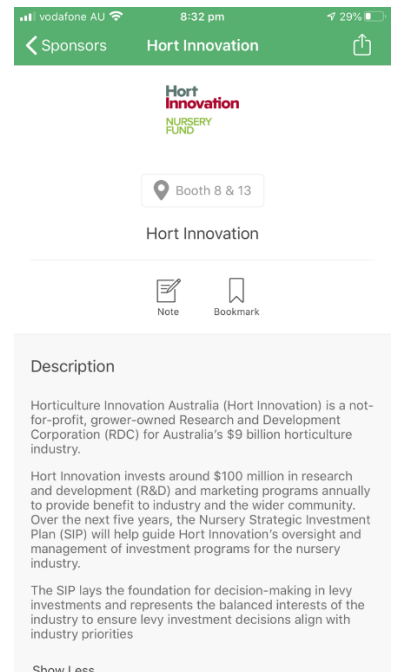 vodafone AU 8:32 pm 29%
Sponsors Hort Innovation
Hort
Innovation
NURSERY
FUND
Booth 8 & 13
Hort Innovation
Note Bookmark
Description
Horticulture Innovation Australia (Hort Innovation) is a not-
for-profit, grower-owned Research and Development
Corporation (RDC) for Australia's $9 billion horticulture
industry.
Hort Innovation invests around $100 million in research
and development (R&D) and marketing programs annually
to provide benefit to industry and the wider community.
Over the next five years, the Nursery Strategic Investment
Plan (SIP) will help guide Hort Innovation's oversight and
management of investment programs for the nursery
industry.
The SIP lays the foundation for decision-making in levy
investments and represents the balanced interests of the
industry to ensure levy investment decisions align with
industry priorities
Show Less